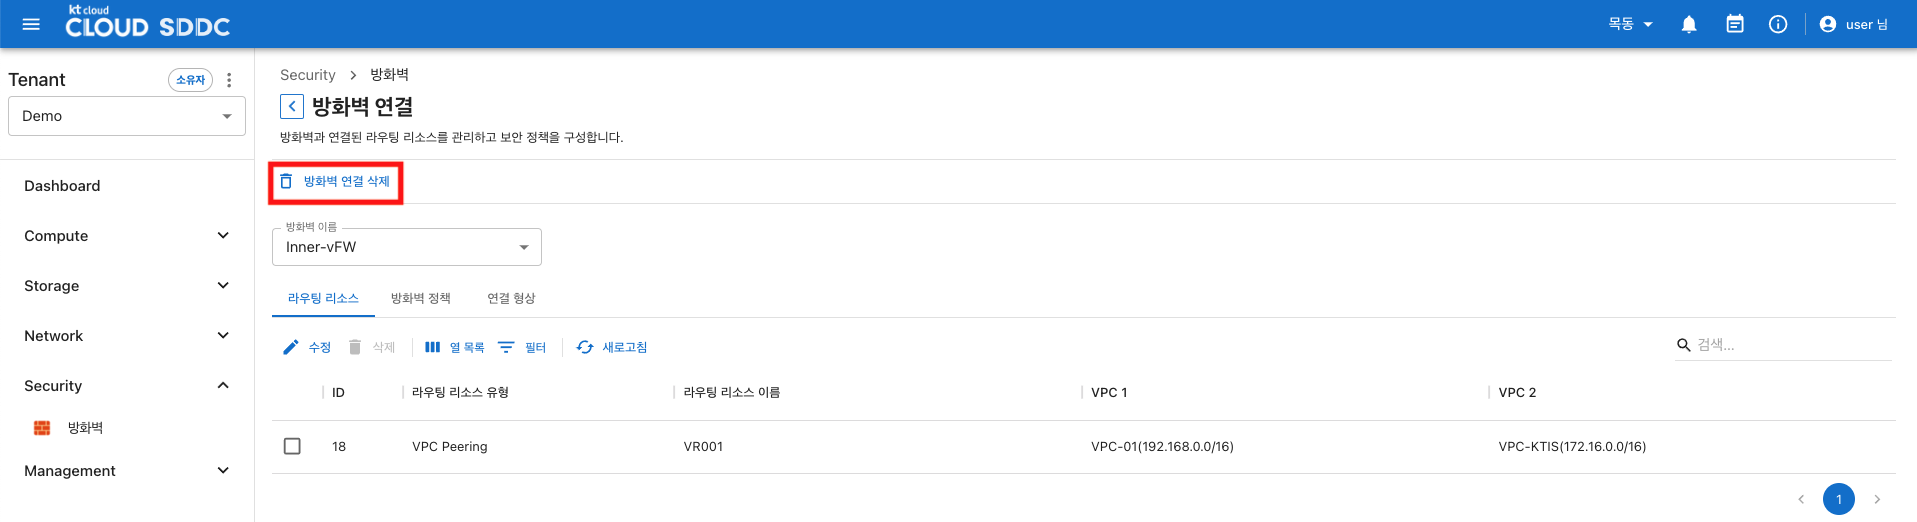 kt cloud
CLOUD SDDC
목동
user 님
Tenant
소유자
Demo
Dashboard
Compute
Storage
Network
Security
방화벽
Management
Security > 방화벽
방화벽 연결
방화벽과 연결된 라우팅 리소스를 관리하고 보안 정책을 구성합니다.
방화벽 연결 삭제
방화벽 이름
Inner-vFW
라우팅 리소스 방화벽 정책 연결 형상
수정 삭제 열 목록 필터 새로고침 검색...
ID 라우팅 리소스 유형 라우팅 리소스 이름 VPC 1 VPC 2
18 VPC Peering VR001 VPC-01(192.168.0.0/16) VPC-KTIS(172.16.0.0/16)
1